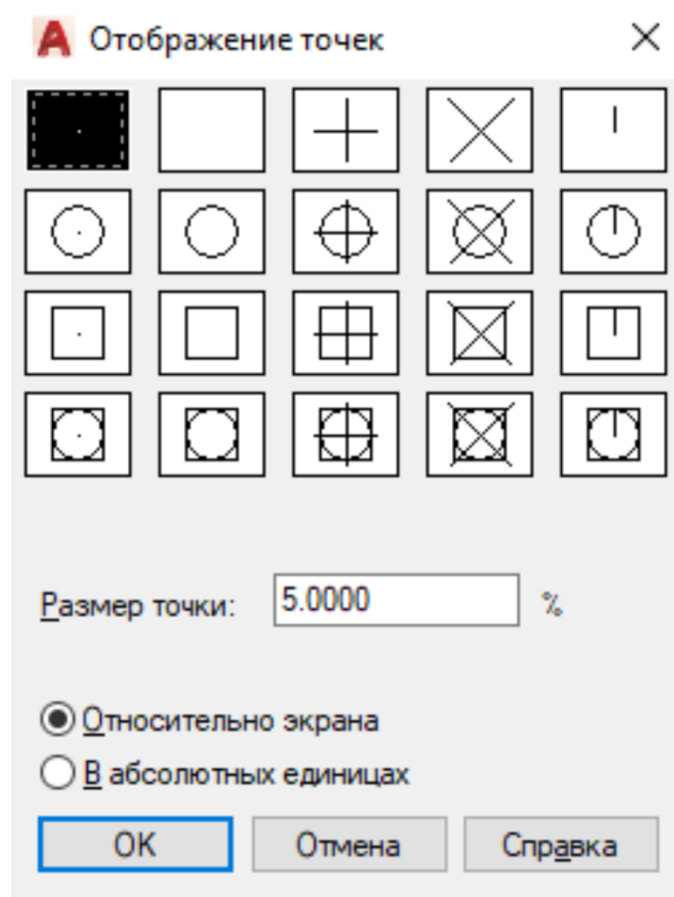 Отображение точек
Размер точки: 5.0000 %
Относительно экрана
В абсолютных единицах
OK Отмена Справка